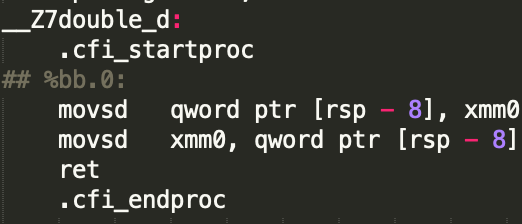 __Z7double_d:
.cfi_startproc
## %bb.0:
movsd qword ptr [rsp - 8], xmm0
movsd xmm0, qword ptr [rsp - 8]
ret
.cfi_endproc